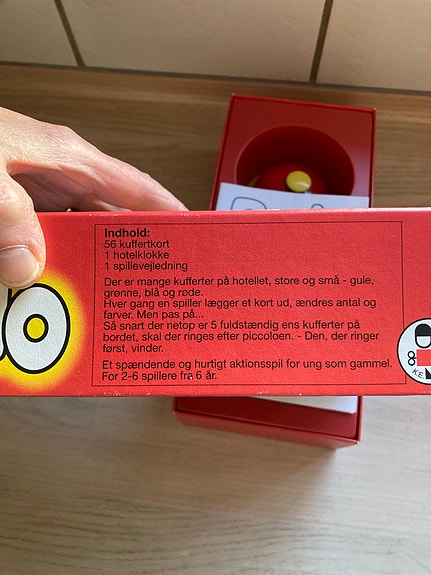 Indhold:
56 kuffertkort
1 hotelklokke
1 spillevejledning
Der er mange kufferter på hotellet, store og små - gule,
grønne, blå og røde.
Hver gang en spiller lægger et kort ud, ændres antal og
farver. Men pas på...
Så snart der netop er 5 fuldstændig ens kufferter på
bordet, skal der ringes efter piccoloen. - Den, der ringer
først, vinder.
Et spændende og hurtigt aktionsspil for ung som gammel.
For 2-6 spillere fra 6 år.